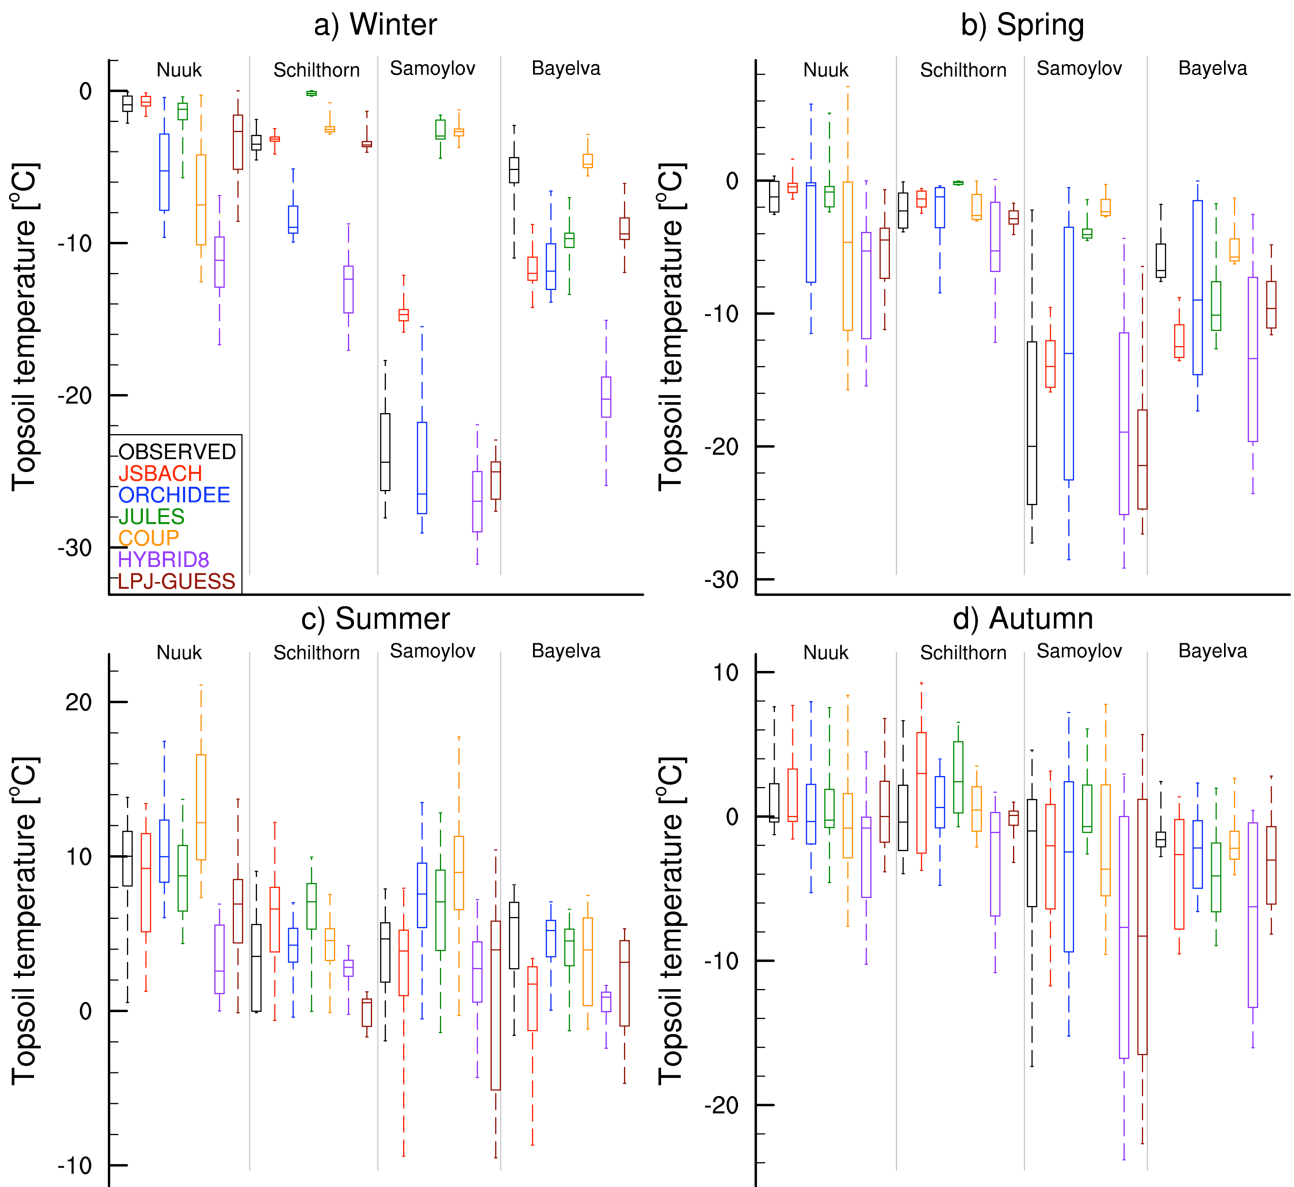 a) Winter
b) Spring
Nuuk Schilthorn Samoylov Bayelva
Nuuk Schilthorn Samoylov Bayelva
Topsoil temperature [°C]
0
-10
-20
-30
OBSERVED
JSBACH
ORCHIDEE
JULES
COUP
HYBRID8
LPJ-GUESS
Topsoil temperature [°C]
0
-10
-20
-30
c) Summer
d) Autumn
Nuuk Schilthorn Samoylov Bayelva
Nuuk Schilthorn Samoylov Bayelva
Topsoil temperature [°C]
20
10
0
-10
Topsoil temperature [°C]
10
0
-10
-20